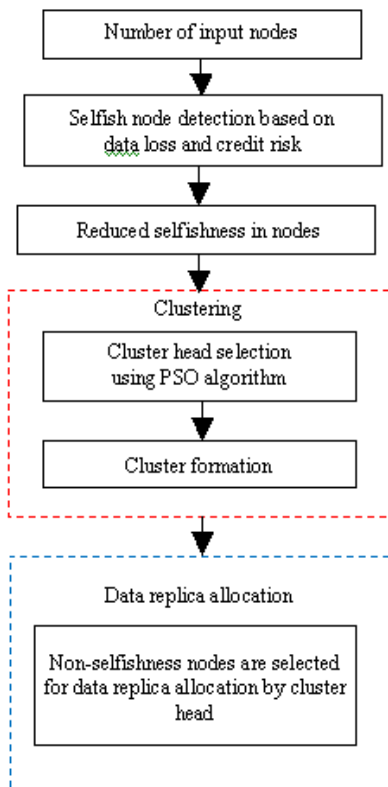 Number of input nodes
Selfish node detection based on
data loss and credit risk
Reduced selfishness in nodes
Clustering
Cluster head selection
using PSO algorithm
Cluster formation
Data replica allocation
Non-selfishness nodes are selected
for data replica allocation by cluster
head